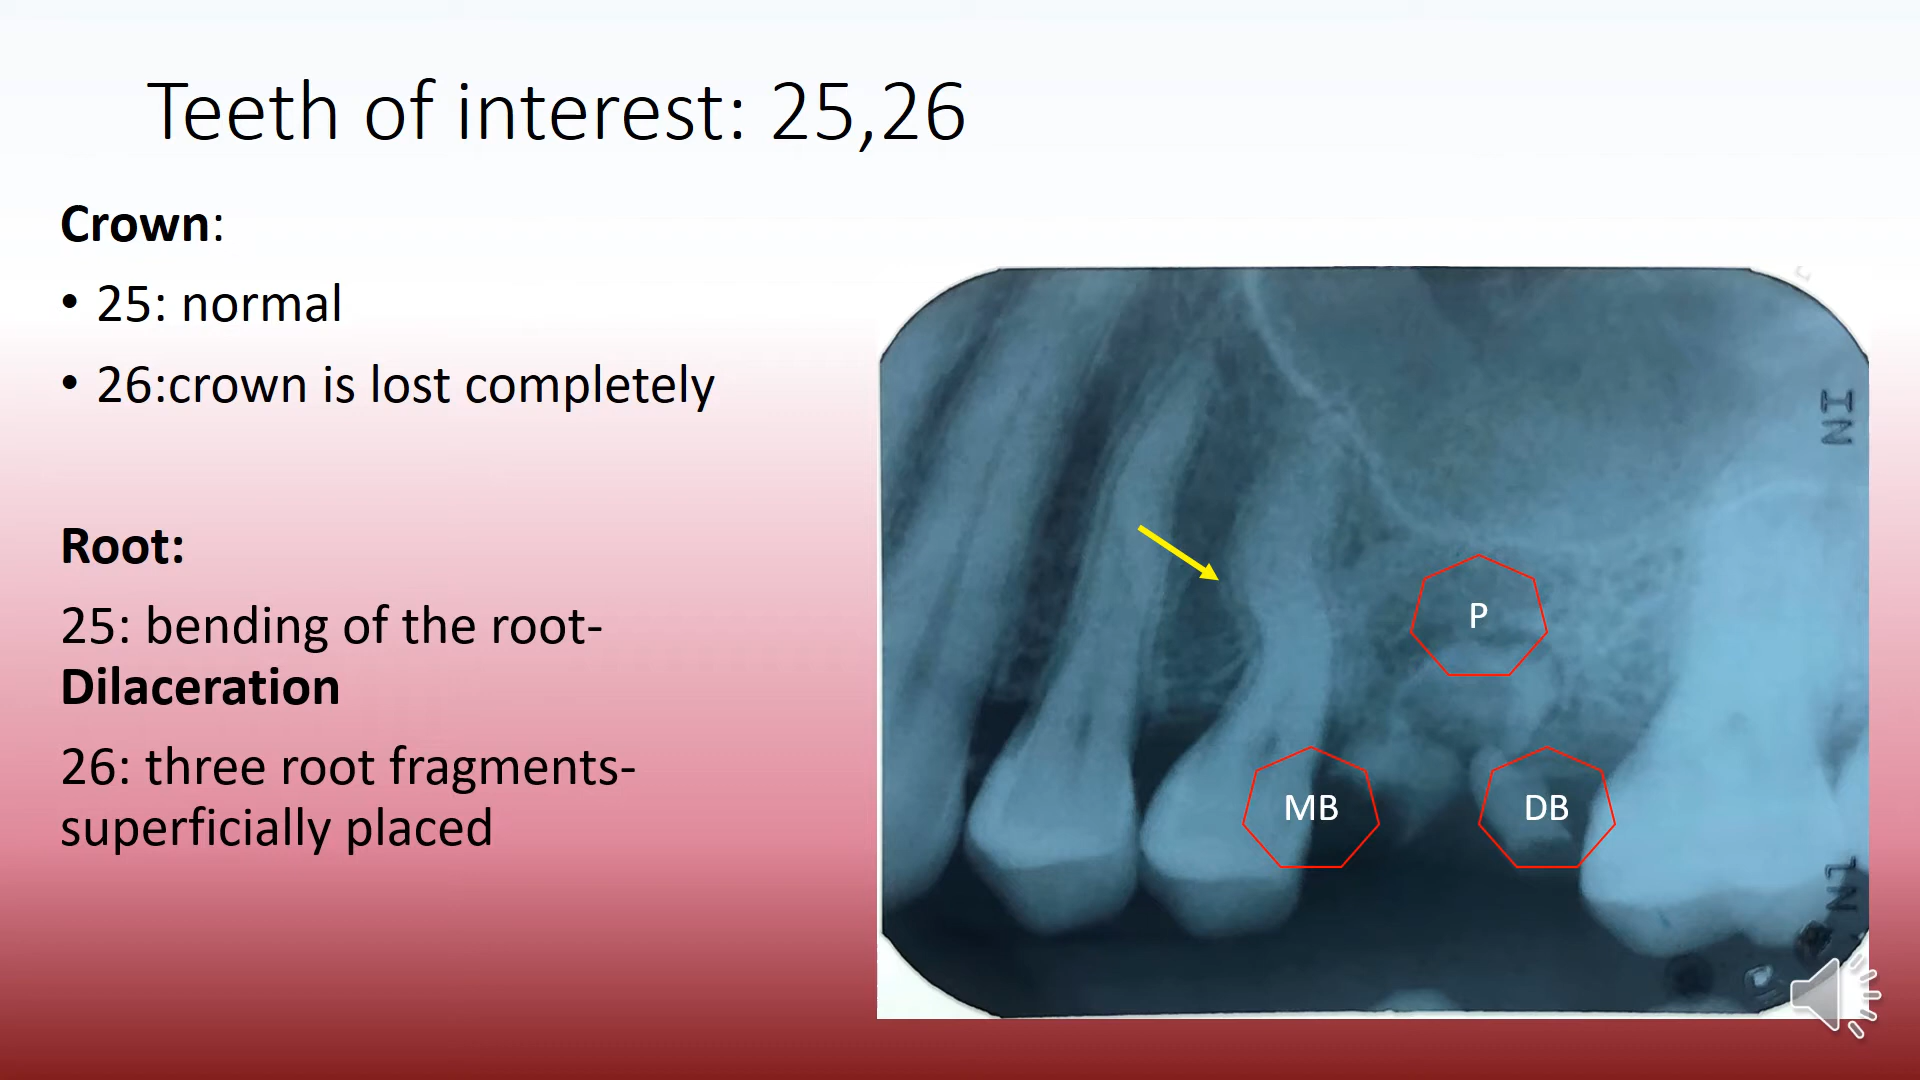 Teeth of interest: 25,26
Crown:
• 25: normal
• 26:crown is lost completely
Root:
25: bending of the root-
Dilaceration
26: three root fragments-
superficially placed
P
MB
DB
IN